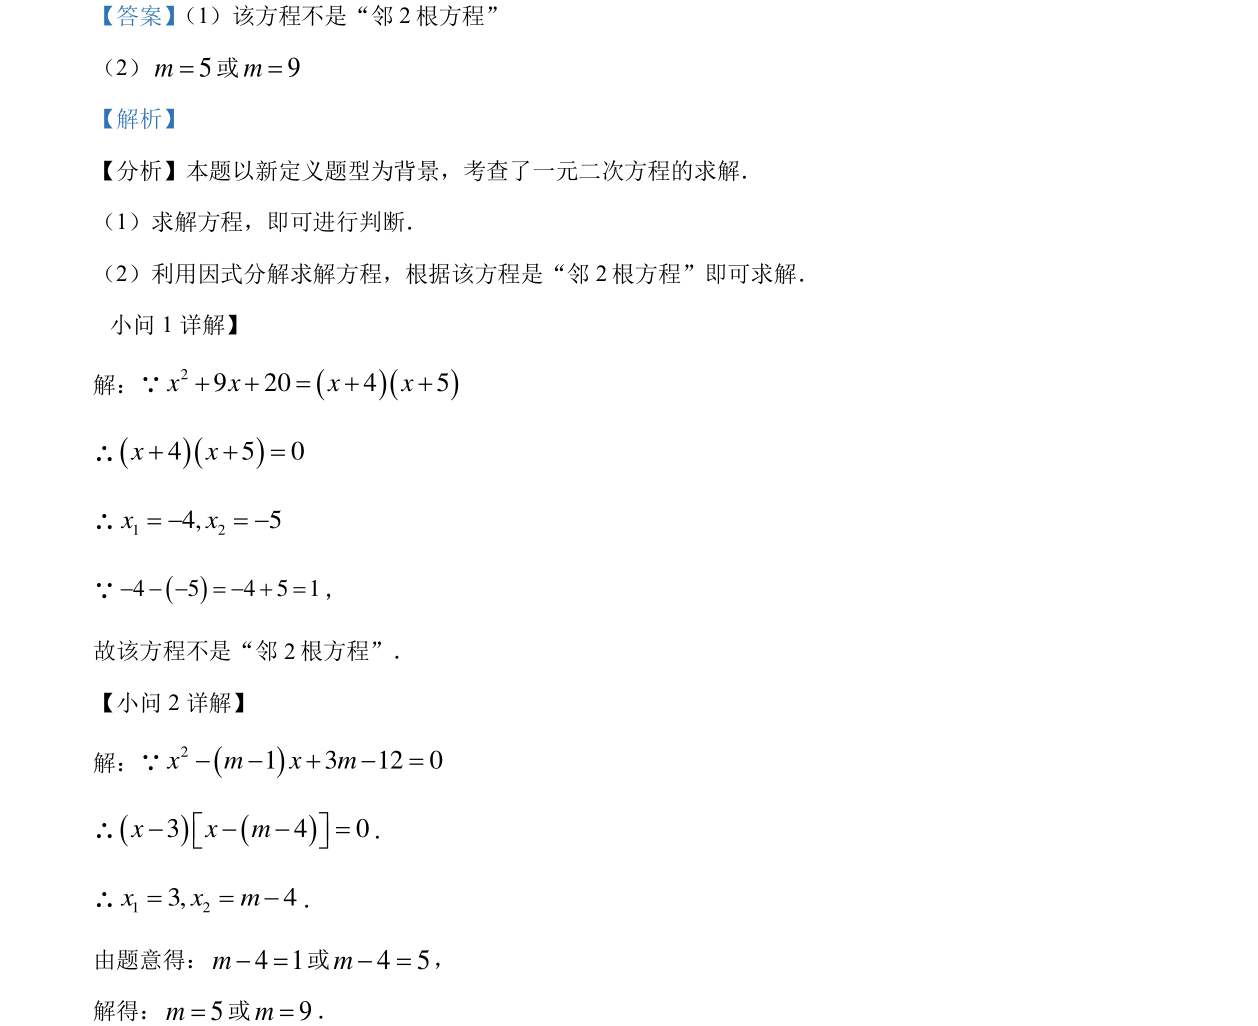 【答案】（1）该方程不是“邻 2 根方程”
（2）m = 5 或 m = 9
【解析】
【分析】本题以新定义题型为背景，考查了一元二次方程的求解．
（1）求解方程，即可进行判断．
（2）利用因式分解求解方程，根据该方程是“邻 2 根方程”即可求解．
小问 1 详解】
解：∵ x² + 9x + 20 = (x + 4)(x + 5)
∴ (x + 4)(x + 5) = 0
∴ x₁ = −4, x₂ = −5
∵ −4 − (−5) = −4 + 5 = 1，
故该方程不是“邻 2 根方程”．
【小问 2 详解】
解：∵ x² − (m − 1)x + 3m − 12 = 0
∴ (x − 3)[x − (m − 4)] = 0．
∴ x₁ = 3, x₂ = m − 4．
由题意得：m − 4 = 1 或 m − 4 = 5，
解得：m = 5 或 m = 9．